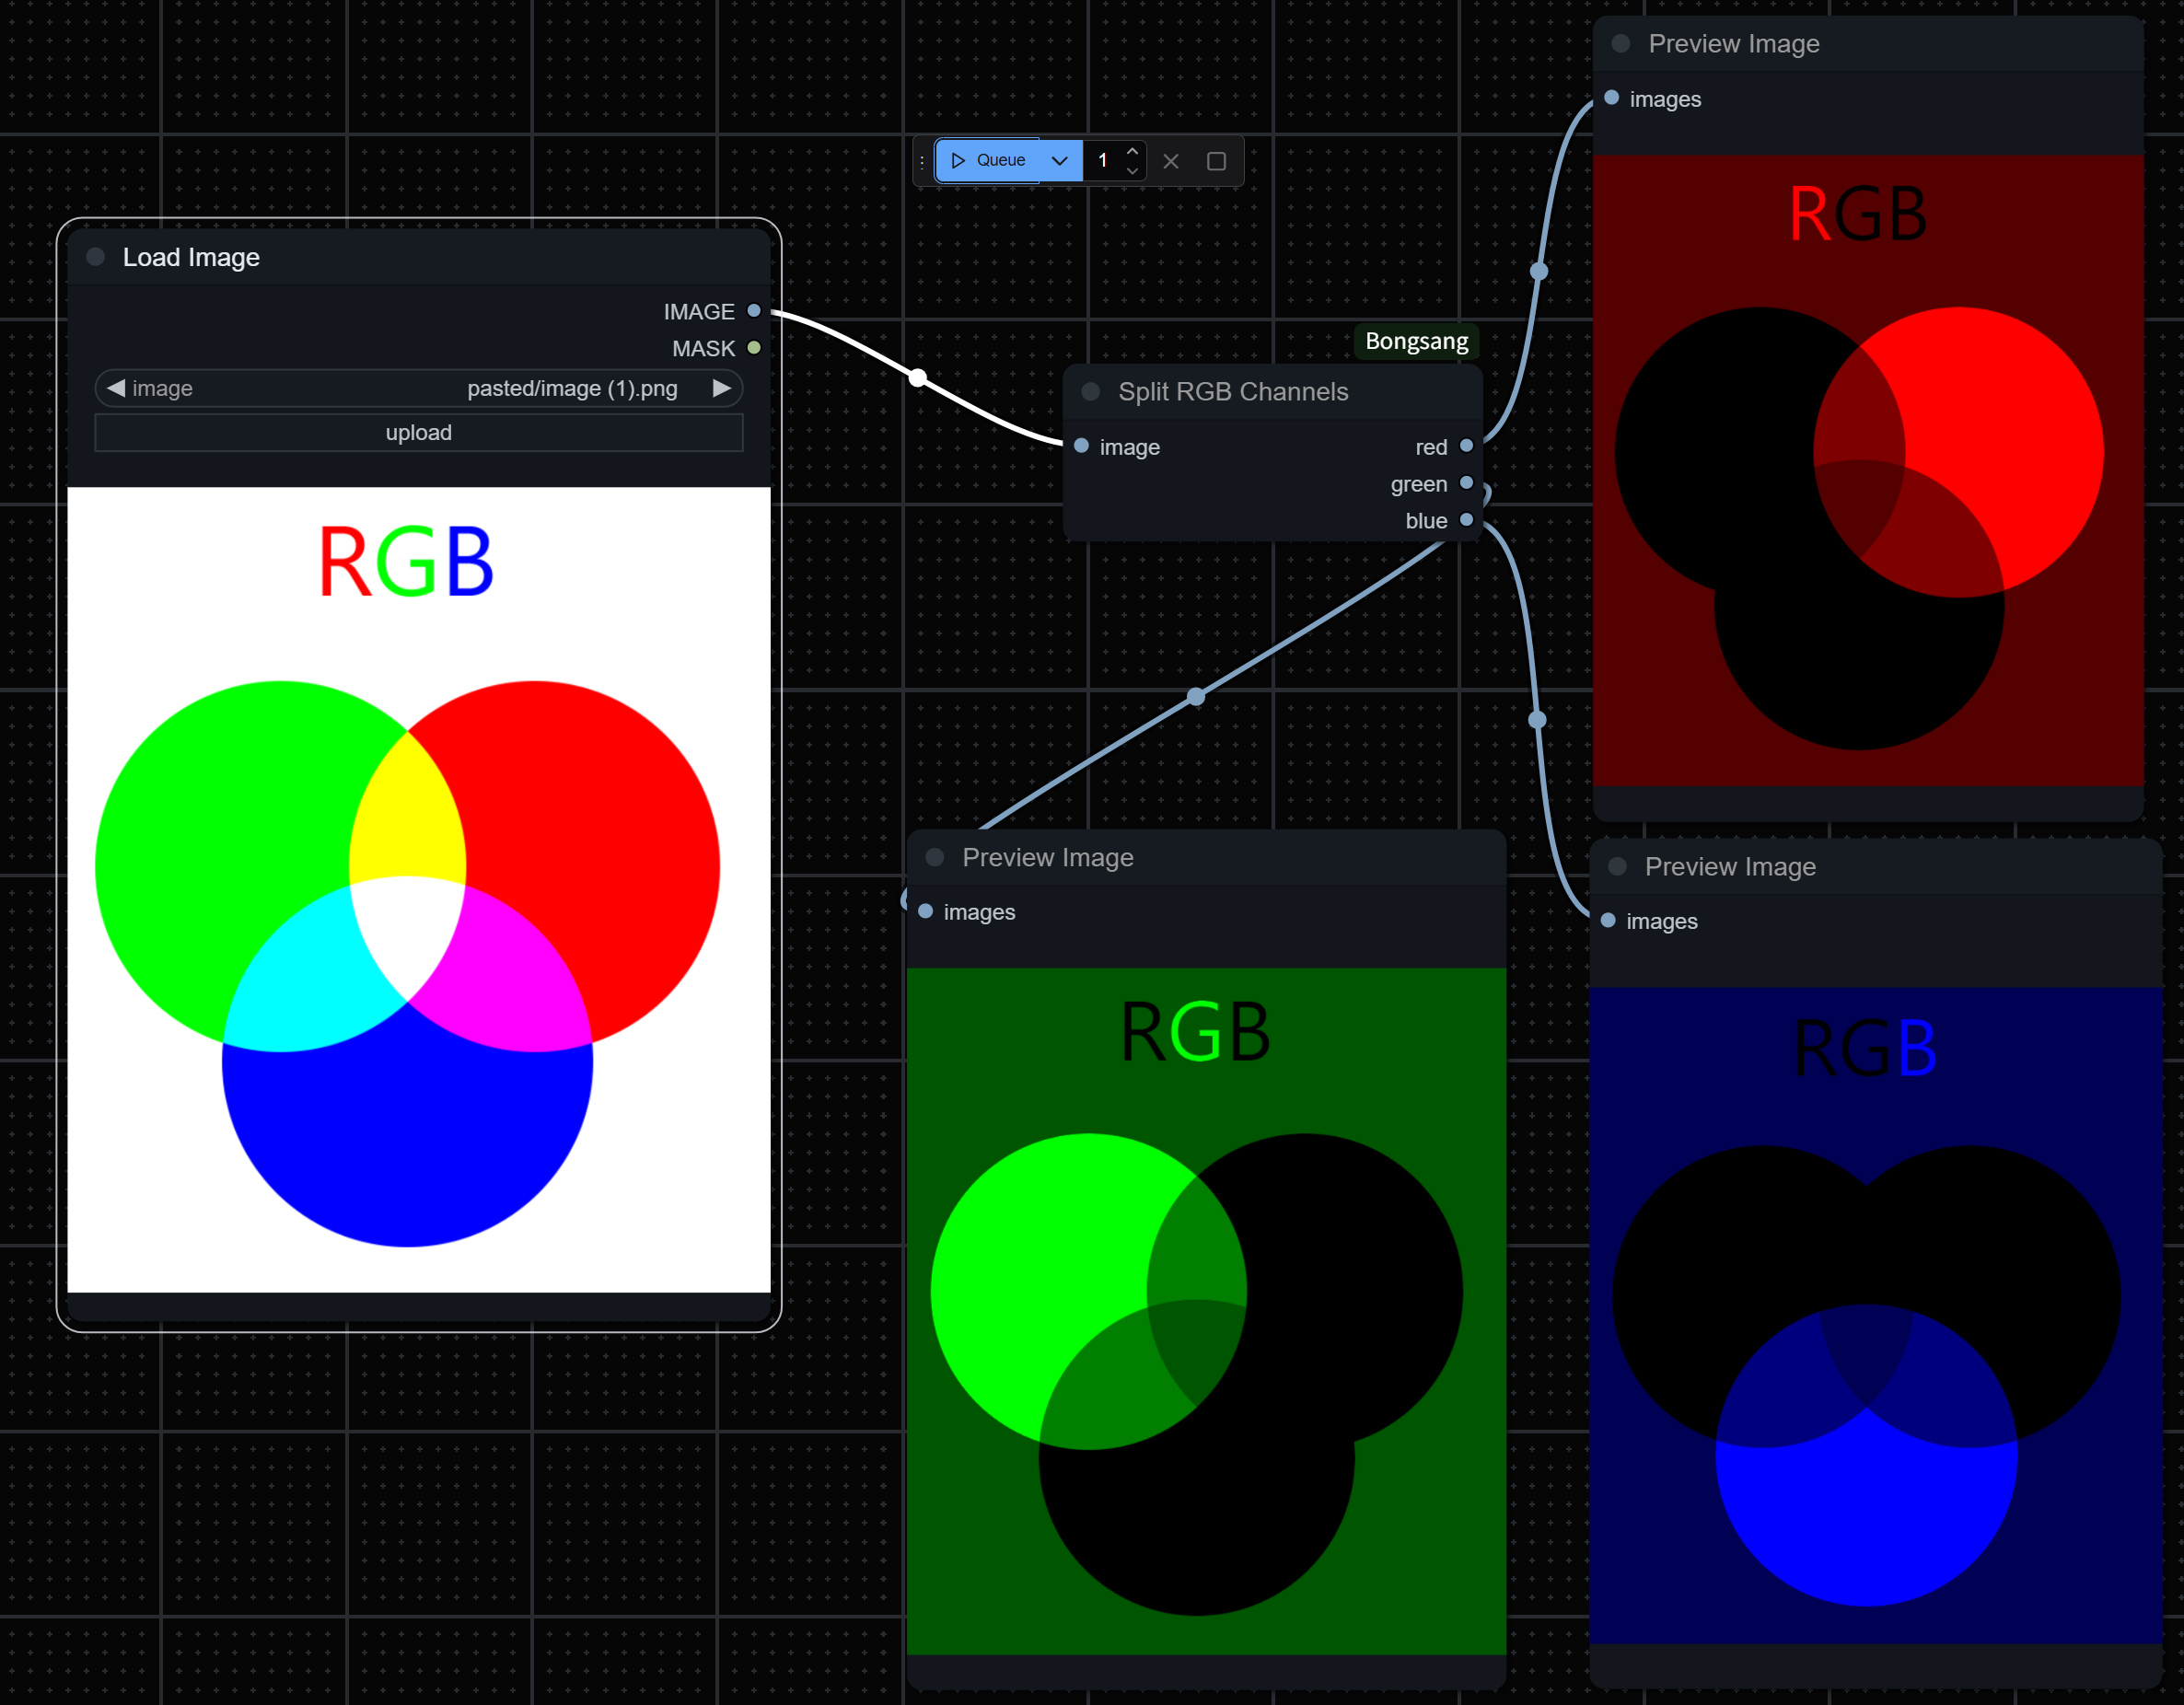 Load Image
IMAGE
MASK
image pasted/image (1).png
upload
RGB
Queue 1
Bongsang
Split RGB Channels
image red
green
blue
Preview Image
images
RGB
Preview Image
images
RGB
Preview Image
images
RGB